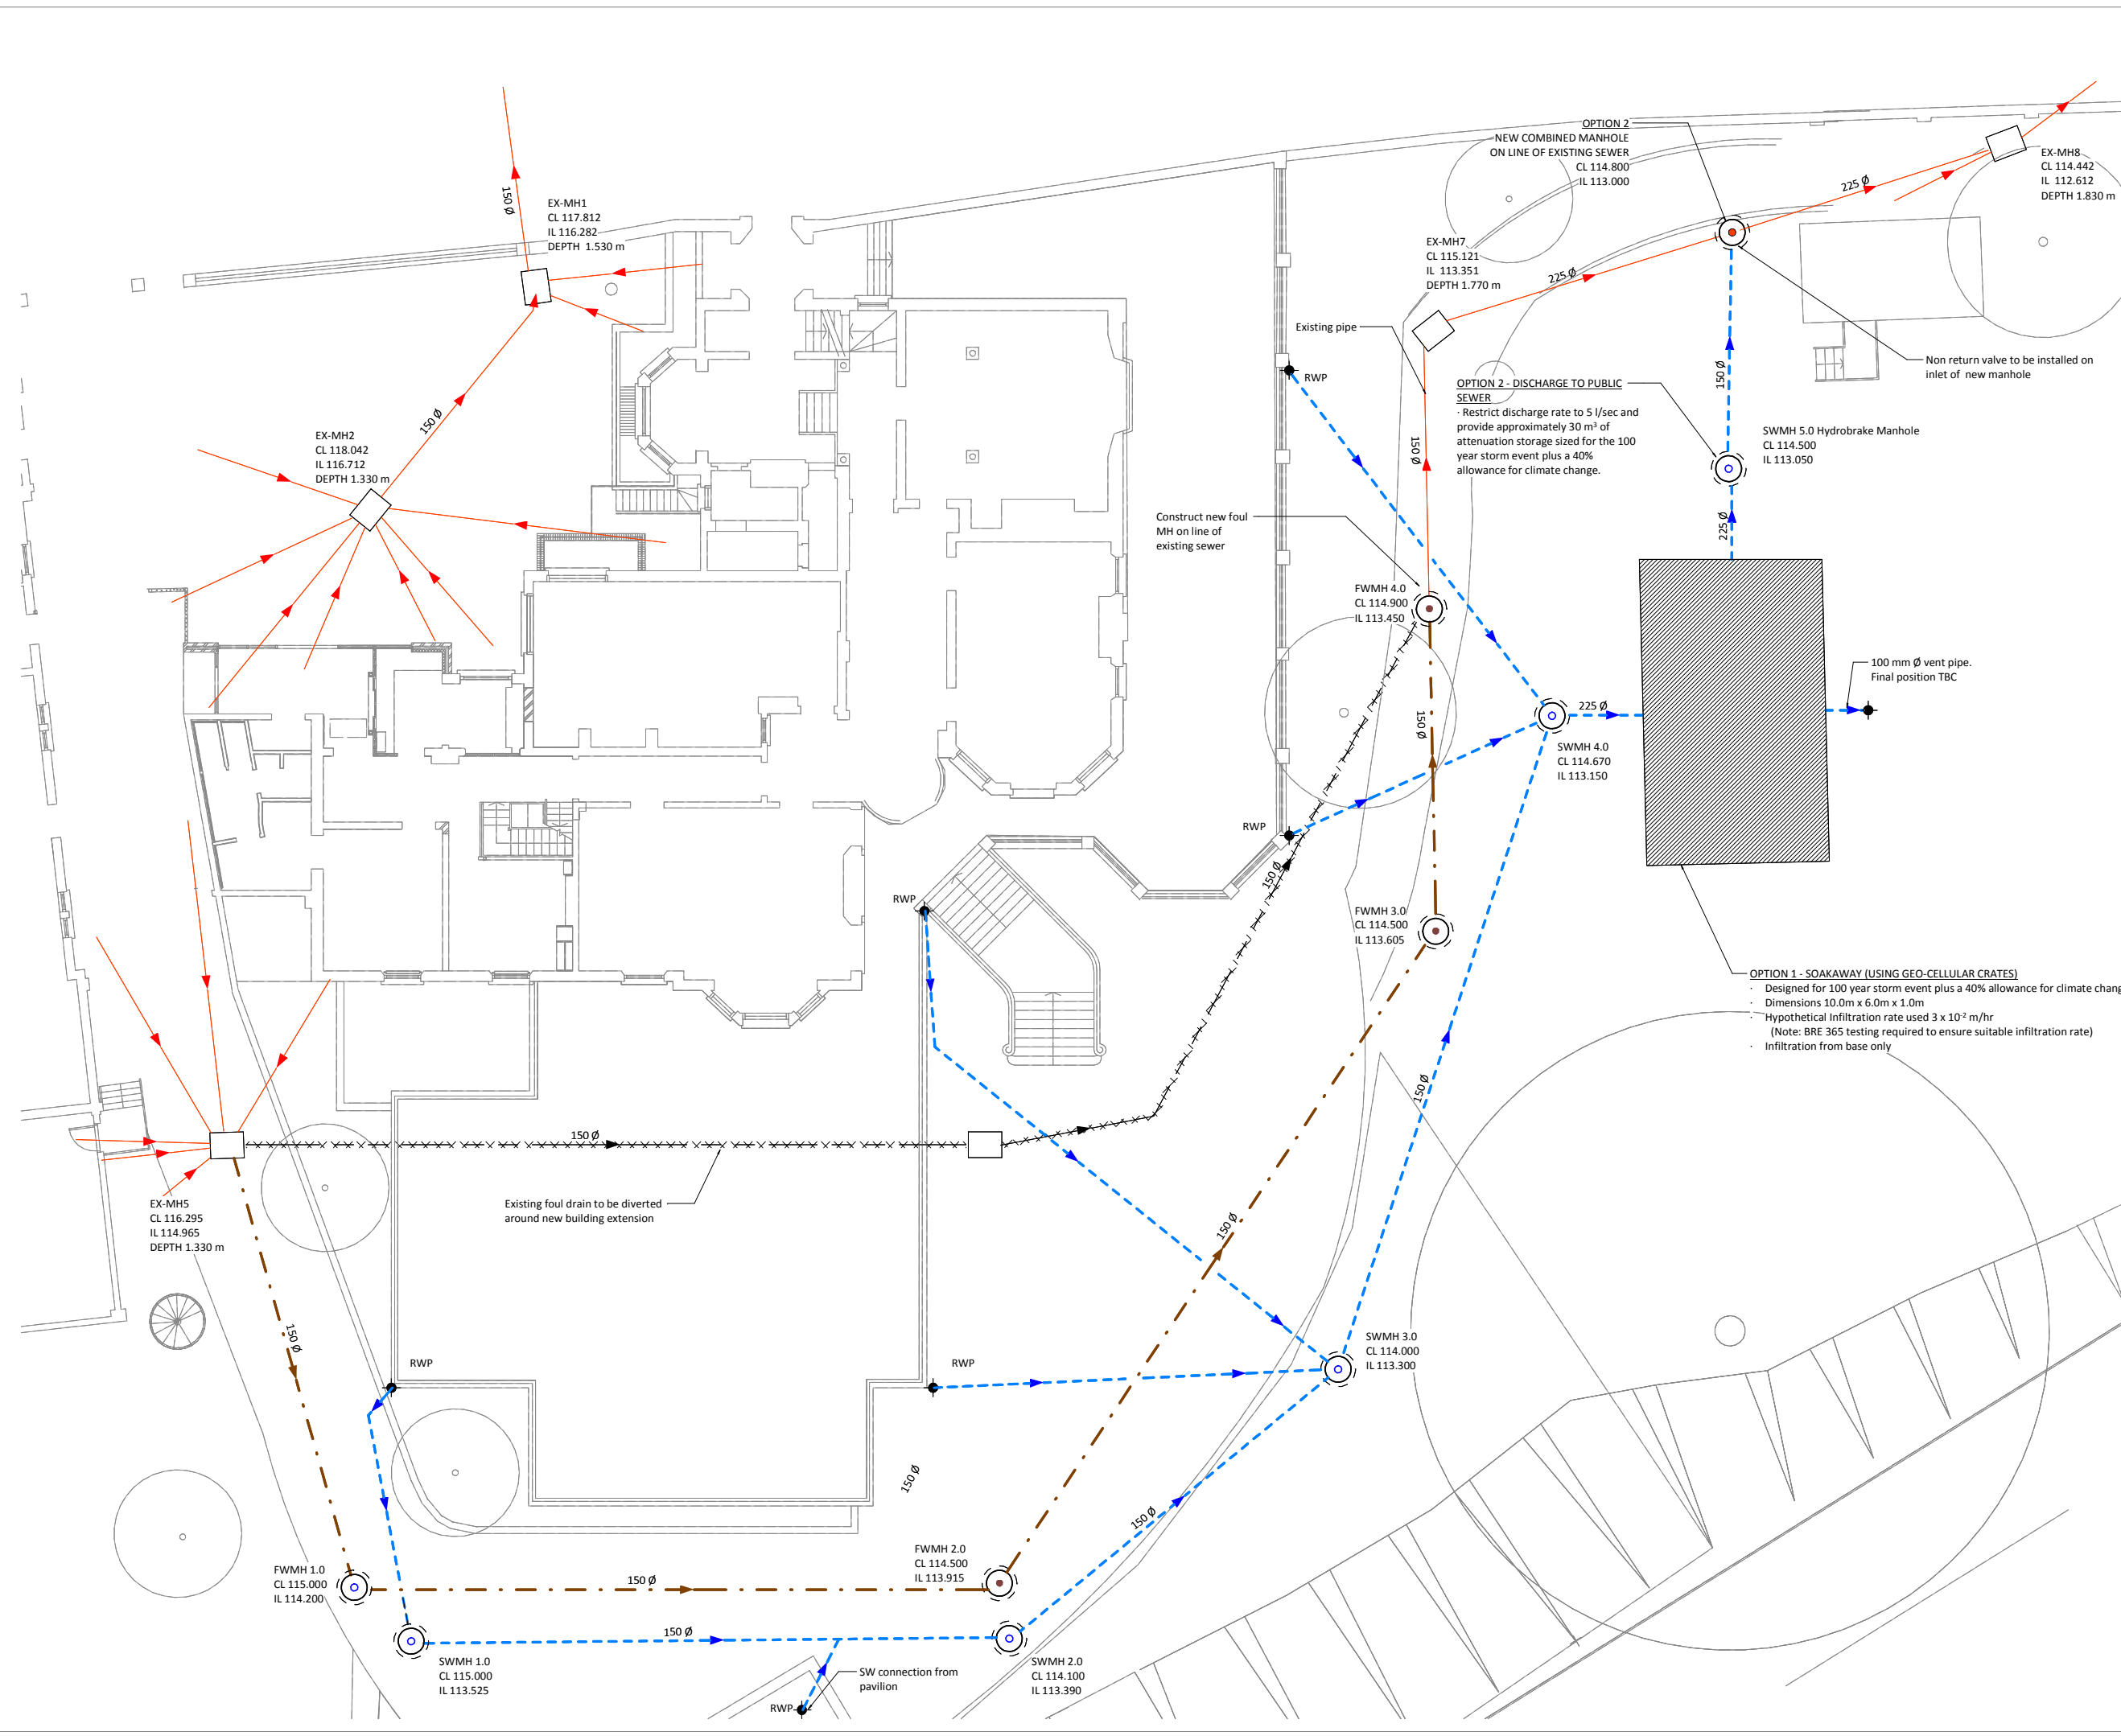 OPTION 2
NEW COMBINED MANHOLE
ON LINE OF EXISTING SEWER
CL 114.800
IL 113.000
EX-MH8
CL 114.442
IL 112.612
DEPTH 1.830 m
225 Ø
150 Ø
EX-MH1
CL 117.812
IL 116.282
DEPTH 1.530 m
EX-MH7
CL 115.121
IL 113.351
DEPTH 1.770 m
225 Ø
Existing pipe
RWP
Non return valve to be installed on
inlet of new manhole
150 Ø
OPTION 2 - DISCHARGE TO PUBLIC
SEWER
· Restrict discharge rate to 5 l/sec and
provide approximately 30 m³ of
attenuation storage sized for the 100
year storm event plus a 40%
allowance for climate change.
150 Ø
150 Ø
SWMH 5.0 Hydrobrake Manhole
CL 114.500
IL 113.050
EX-MH2
CL 118.042
IL 116.712
DEPTH 1.330 m
225 Ø
Construct new foul
MH on line of
existing sewer
FWMH 4.0
CL 114.900
IL 113.450
100 mm Ø vent pipe.
Final position TBC
150 Ø
225 Ø
SWMH 4.0
CL 114.670
IL 113.150
RWP
150 Ø
RWP
FWMH 3.0
CL 114.500
IL 113.605
OPTION 1 - SOAKAWAY (USING GEO-CELLULAR CRATES)
· Designed for 100 year storm event plus a 40% allowance for climate chang
· Dimensions 10.0m x 6.0m x 1.0m
· Hypothetical Infiltration rate used 3 x 10⁻² m/hr
(Note: BRE 365 testing required to ensure suitable infiltration rate)
· Infiltration from base only
150 Ø
150 Ø
EX-MH5
CL 116.295
IL 114.965
DEPTH 1.330 m
Existing foul drain to be diverted
around new building extension
150 Ø
150 Ø
RWP
RWP
SWMH 3.0
CL 114.000
IL 113.300
150 Ø
150 Ø
FWMH 1.0
CL 115.000
IL 114.200
150 Ø
FWMH 2.0
CL 114.500
IL 113.915
150 Ø
SWMH 1.0
CL 115.000
IL 113.525
SW connection from
pavilion
RWP
SWMH 2.0
CL 114.100
IL 113.390